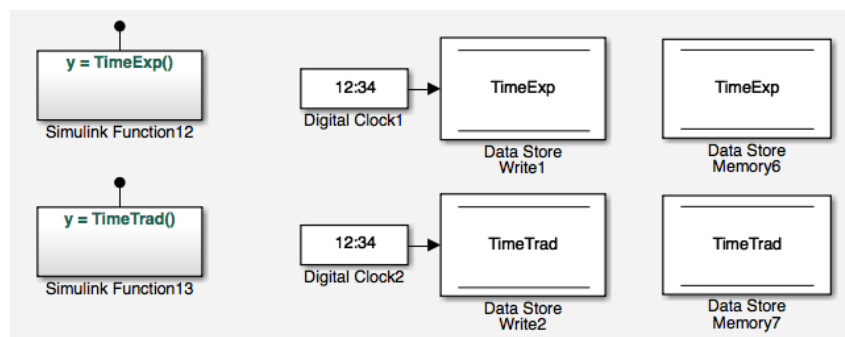 y = TimeExp()
Simulink Function12
12:34
Digital Clock1
TimeExp
Data Store
Write1
TimeExp
Data Store
Memory6
y = TimeTrad()
Simulink Function13
12:34
Digital Clock2
TimeTrad
Data Store
Write2
TimeTrad
Data Store
Memory7